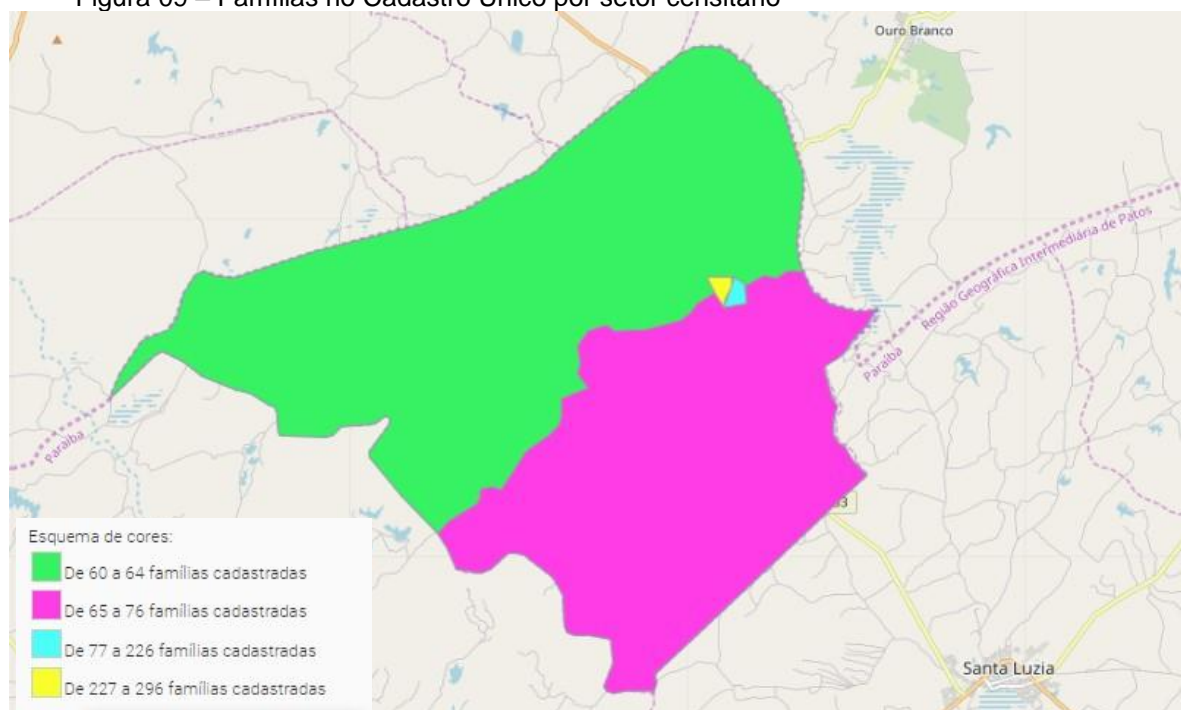 Figura 09 – Famílias no Cadastro Único por setor censitário
Ouro Branco
Região Geográfica Intermediária de Patos
Paraíba
Paraíba
Esquema de cores:
De 60 a 64 famílias cadastradas
De 65 a 76 famílias cadastradas
De 77 a 226 famílias cadastradas
De 227 a 296 famílias cadastradas
Santa Luzia